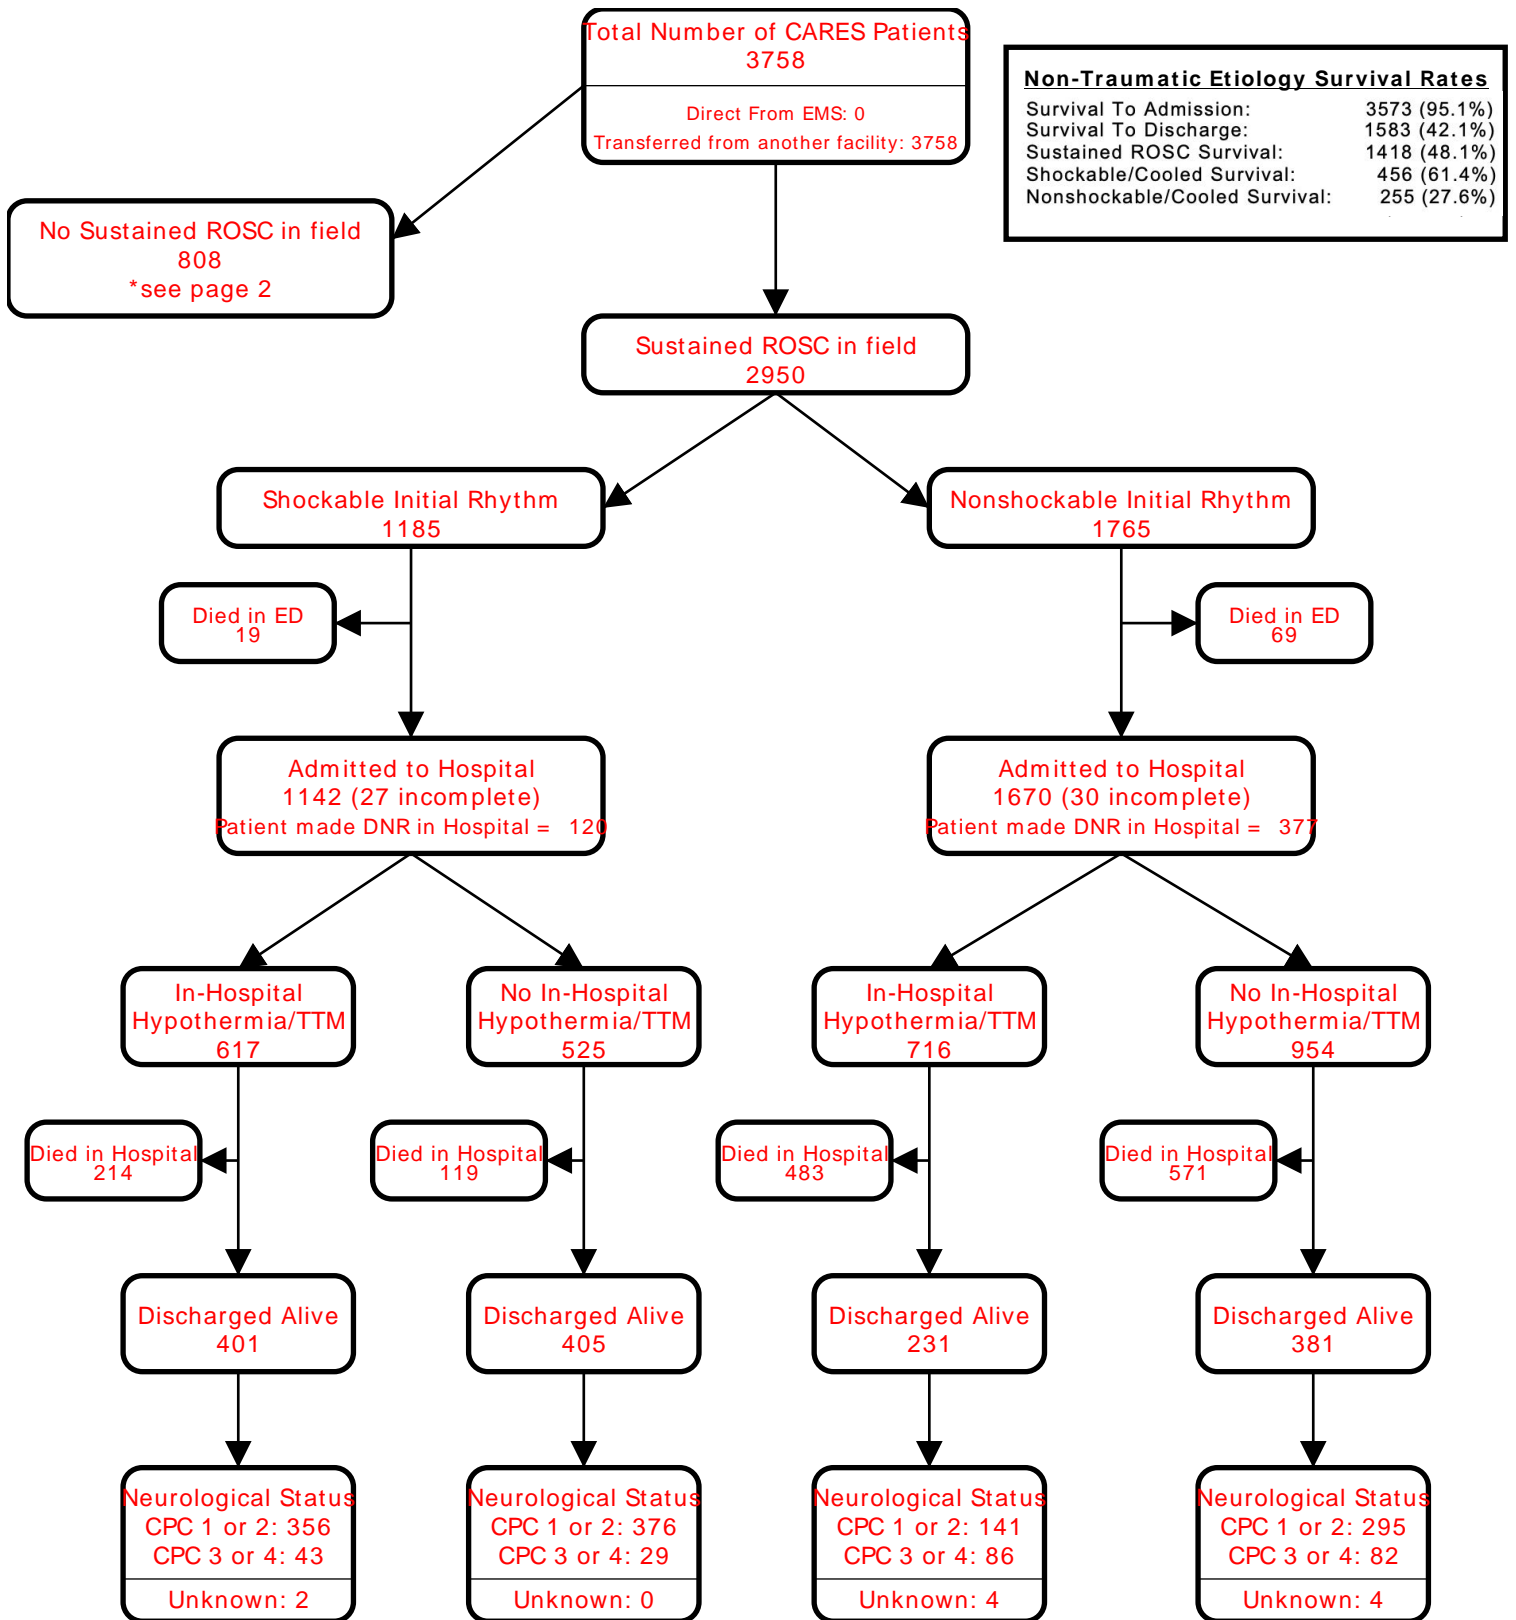 Total Number of CARES Patients
3758
Direct From EMS: 0
Transferred from another facility: 3758
Non-Traumatic Etiology Survival Rates
Survival To Admission: 3573 (95.1%)
Survival To Discharge: 1583 (42.1%)
Sustained ROSC Survival: 1418 (48.1%)
Shockable/Cooled Survival: 456 (61.4%)
Nonshockable/Cooled Survival: 255 (27.6%)
No Sustained ROSC in field
808
*see page 2
Sustained ROSC in field
2950
Shockable Initial Rhythm
1185
Nonshockable Initial Rhythm
1765
Died in ED
19
Died in ED
69
Admitted to Hospital
1142 (27 incomplete)
Patient made DNR in Hospital = 120
Admitted to Hospital
1670 (30 incomplete)
Patient made DNR in Hospital = 377
In-Hospital
Hypothermia/TTM
617
No In-Hospital
Hypothermia/TTM
525
In-Hospital
Hypothermia/TTM
716
No In-Hospital
Hypothermia/TTM
954
Died in Hospital
214
Died in Hospital
119
Died in Hospital
483
Died in Hospital
571
Discharged Alive
401
Discharged Alive
405
Discharged Alive
231
Discharged Alive
381
Neurological Status
CPC 1 or 2: 356
CPC 3 or 4: 43
Unknown: 2
Neurological Status
CPC 1 or 2: 376
CPC 3 or 4: 29
Unknown: 0
Neurological Status
CPC 1 or 2: 141
CPC 3 or 4: 86
Unknown: 4
Neurological Status
CPC 1 or 2: 295
CPC 3 or 4: 82
Unknown: 4